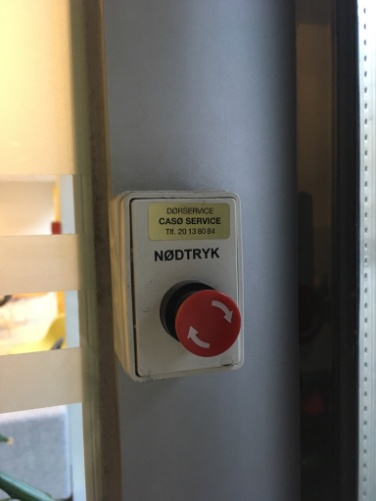 DØRSERVICE
CASØ SERVICE
Tlf. 20 13 80 84
NØDTRYK